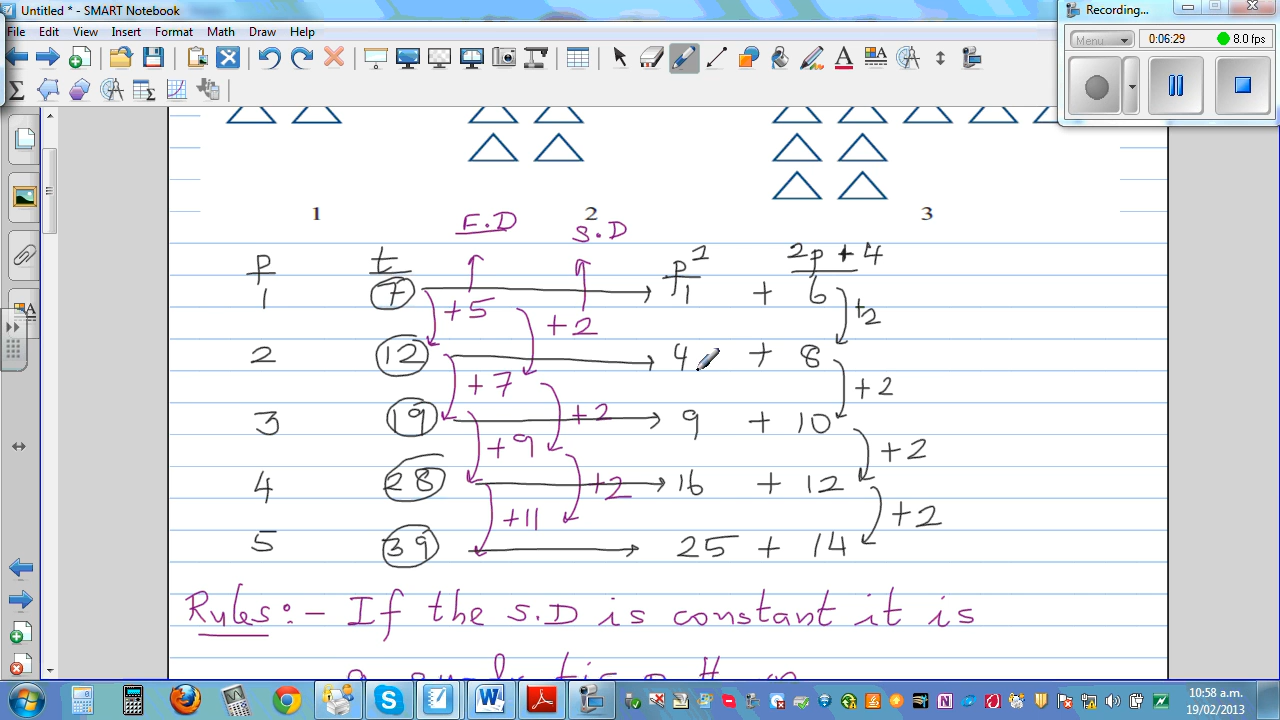 Untitled * - SMART Notebook
File Edit View Insert Format Math Draw Help
Recording...
Menu 00:06:29 8.0 fps
1 2 3
F.D S.D
P t p² 2p + 4
1 7 1 + 6
+5 +2 +2
2 12 4 + 8
+7 +2 +2
3 19 9 + 10
+9 +2 +2
4 28 16 + 12
+11 +2
5 39 25 + 14
Rules:- If the S.D is constant it is
10:58 a.m.
19/02/2013